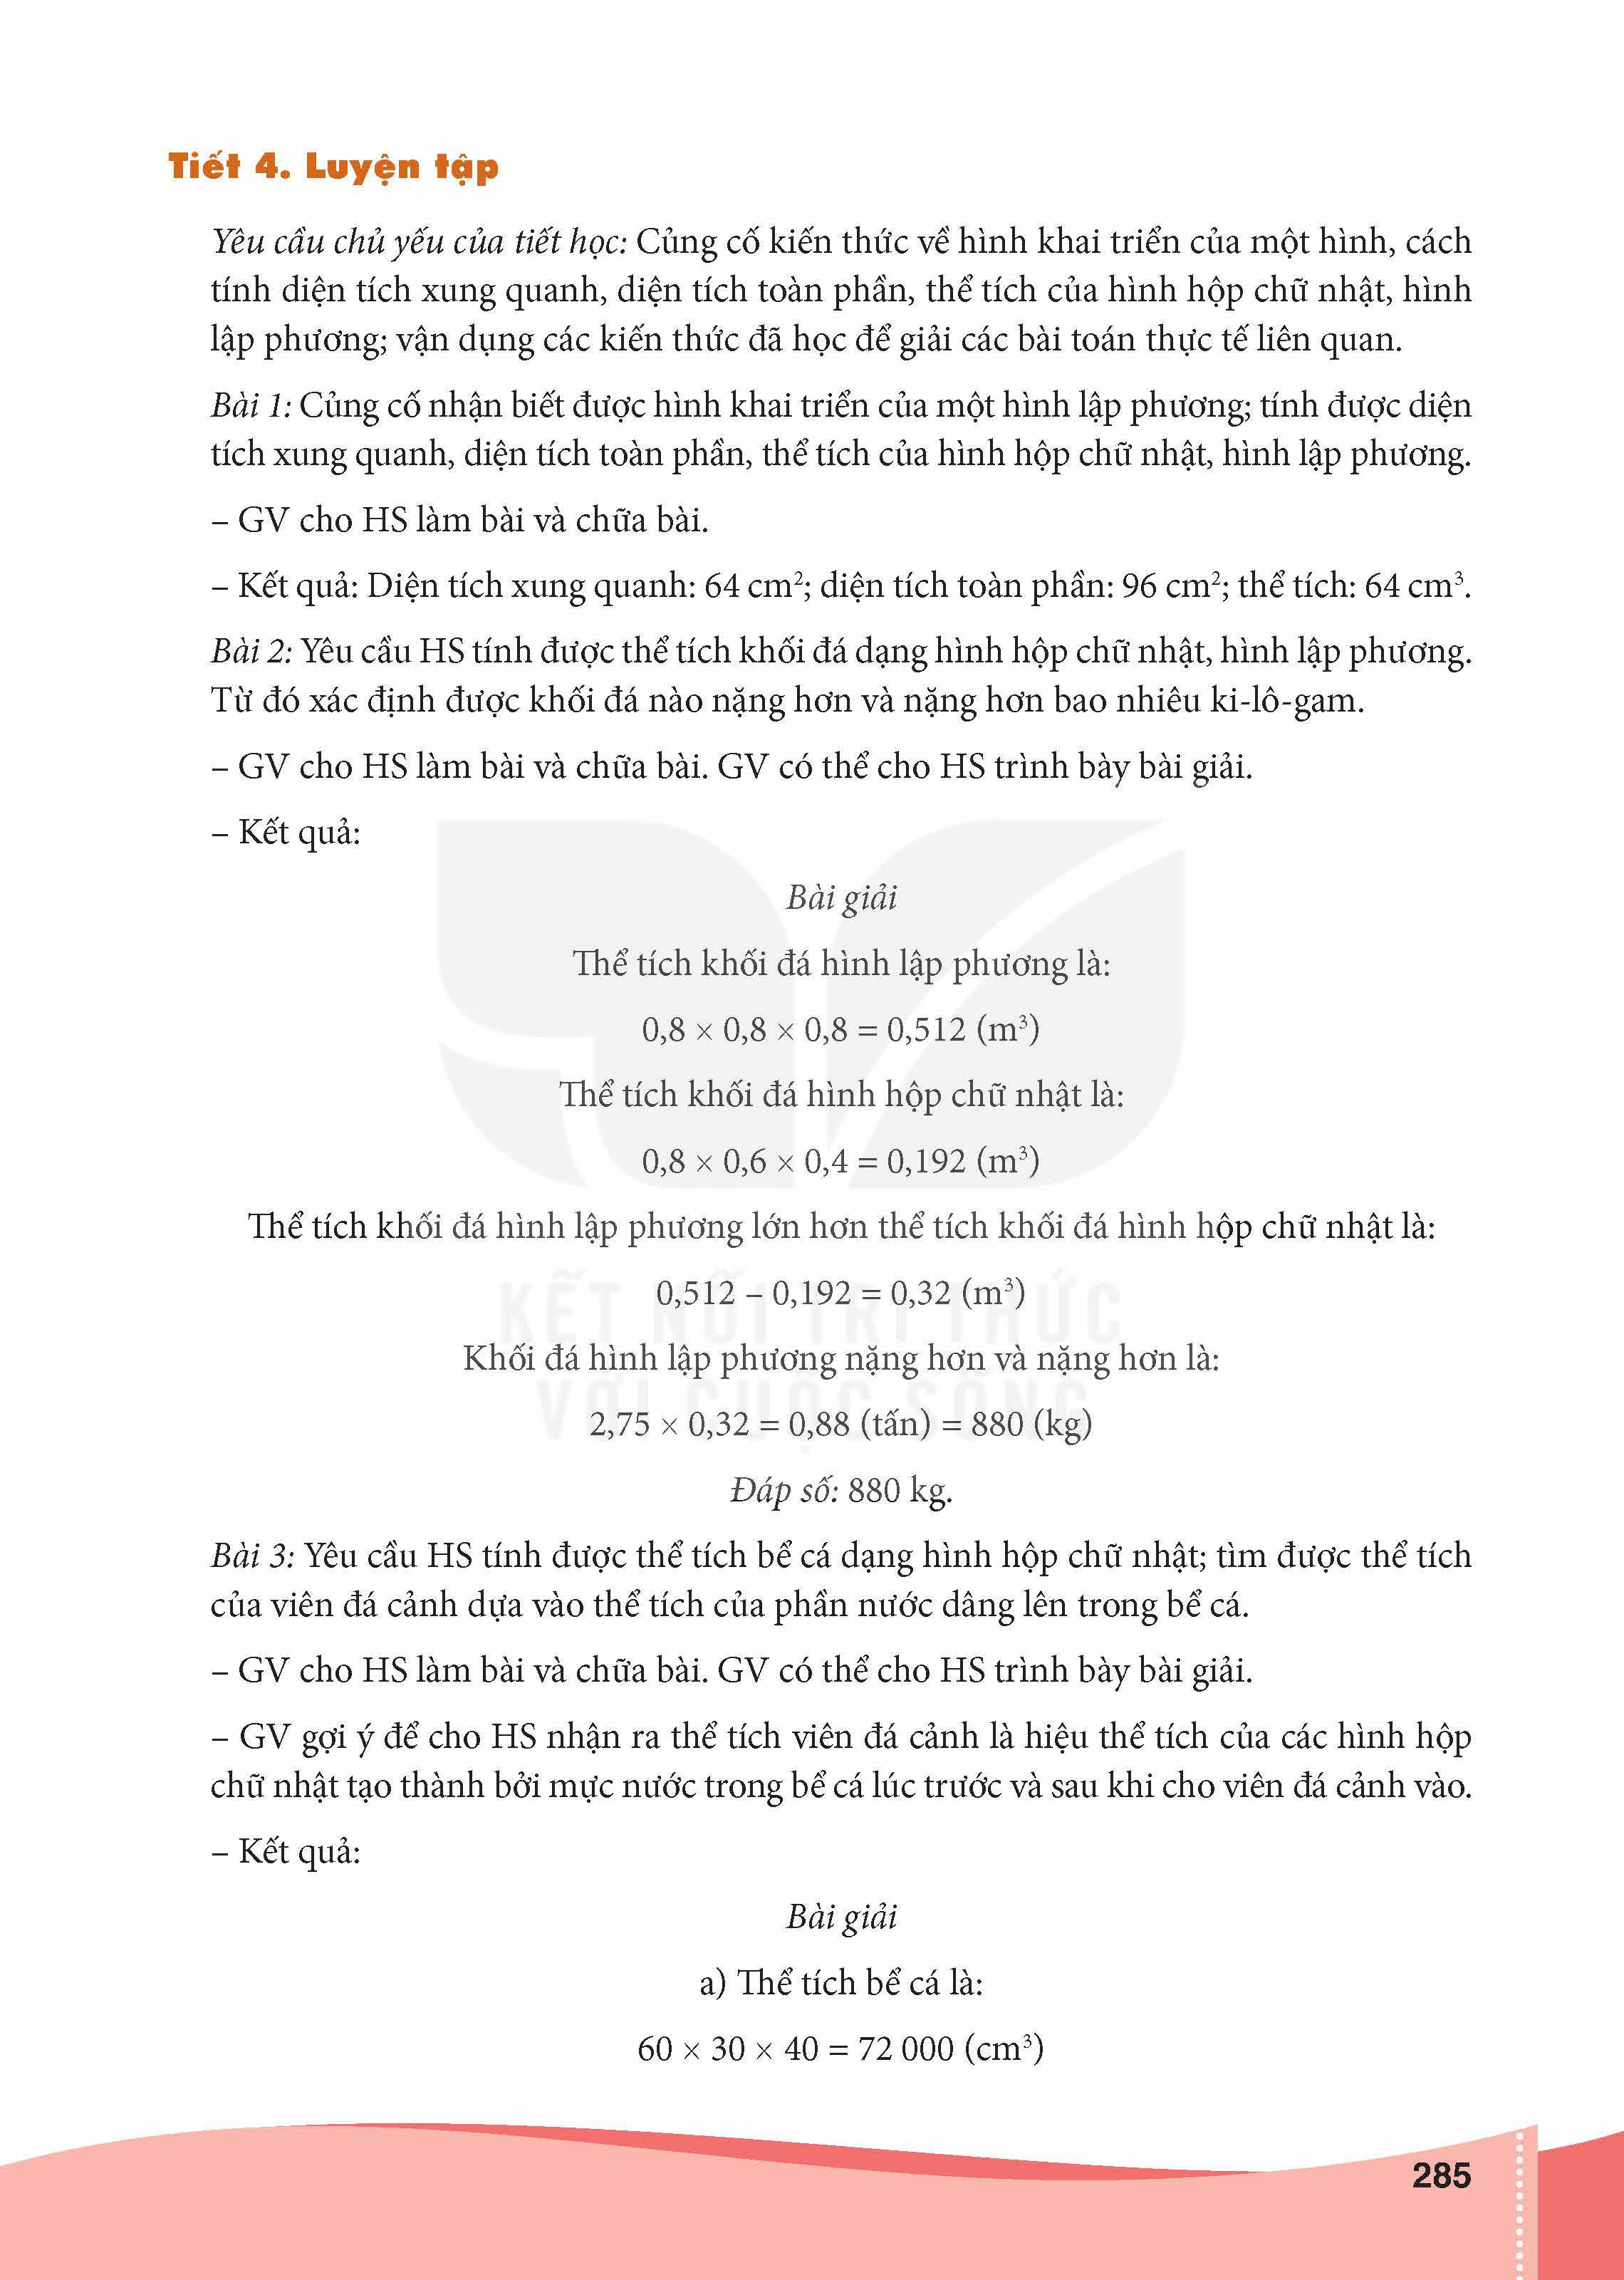 Tiết 4. Luyện tập
Yêu cầu chủ yếu của tiết học: Củng cố kiến thức về hình khai triển của một hình, cách
tính diện tích xung quanh, diện tích toàn phần, thể tích của hình hộp chữ nhật, hình
lập phương; vận dụng các kiến thức đã học để giải các bài toán thực tế liên quan.
Bài 1: Củng cố nhận biết được hình khai triển của một hình lập phương; tính được diện
tích xung quanh, diện tích toàn phần, thể tích của hình hộp chữ nhật, hình lập phương.
– GV cho HS làm bài và chữa bài.
– Kết quả: Diện tích xung quanh: 64 cm²; diện tích toàn phần: 96 cm²; thể tích: 64 cm³.
Bài 2: Yêu cầu HS tính được thể tích khối đá dạng hình hộp chữ nhật, hình lập phương.
Từ đó xác định được khối đá nào nặng hơn và nặng hơn bao nhiêu ki-lô-gam.
– GV cho HS làm bài và chữa bài. GV có thể cho HS trình bày bài giải.
– Kết quả:
Bài giải
Thể tích khối đá hình lập phương là:
0,8 × 0,8 × 0,8 = 0,512 (m³)
Thể tích khối đá hình hộp chữ nhật là:
0,8 × 0,6 × 0,4 = 0,192 (m³)
Thể tích khối đá hình lập phương lớn hơn thể tích khối đá hình hộp chữ nhật là:
0,512 – 0,192 = 0,32 (m³)
KẾT NỐI TRI THỨC
Khối đá hình lập phương nặng hơn và nặng hơn là:
VỚI CUỘC SỐNG
2,75 × 0,32 = 0,88 (tấn) = 880 (kg)
Đáp số: 880 kg.
Bài 3: Yêu cầu HS tính được thể tích bể cá dạng hình hộp chữ nhật; tìm được thể tích
của viên đá cảnh dựa vào thể tích của phần nước dâng lên trong bể cá.
– GV cho HS làm bài và chữa bài. GV có thể cho HS trình bày bài giải.
– GV gợi ý để cho HS nhận ra thể tích viên đá cảnh là hiệu thể tích của các hình hộp
chữ nhật tạo thành bởi mực nước trong bể cá lúc trước và sau khi cho viên đá cảnh vào.
– Kết quả:
Bài giải
a) Thể tích bể cá là:
60 × 30 × 40 = 72 000 (cm³)
285